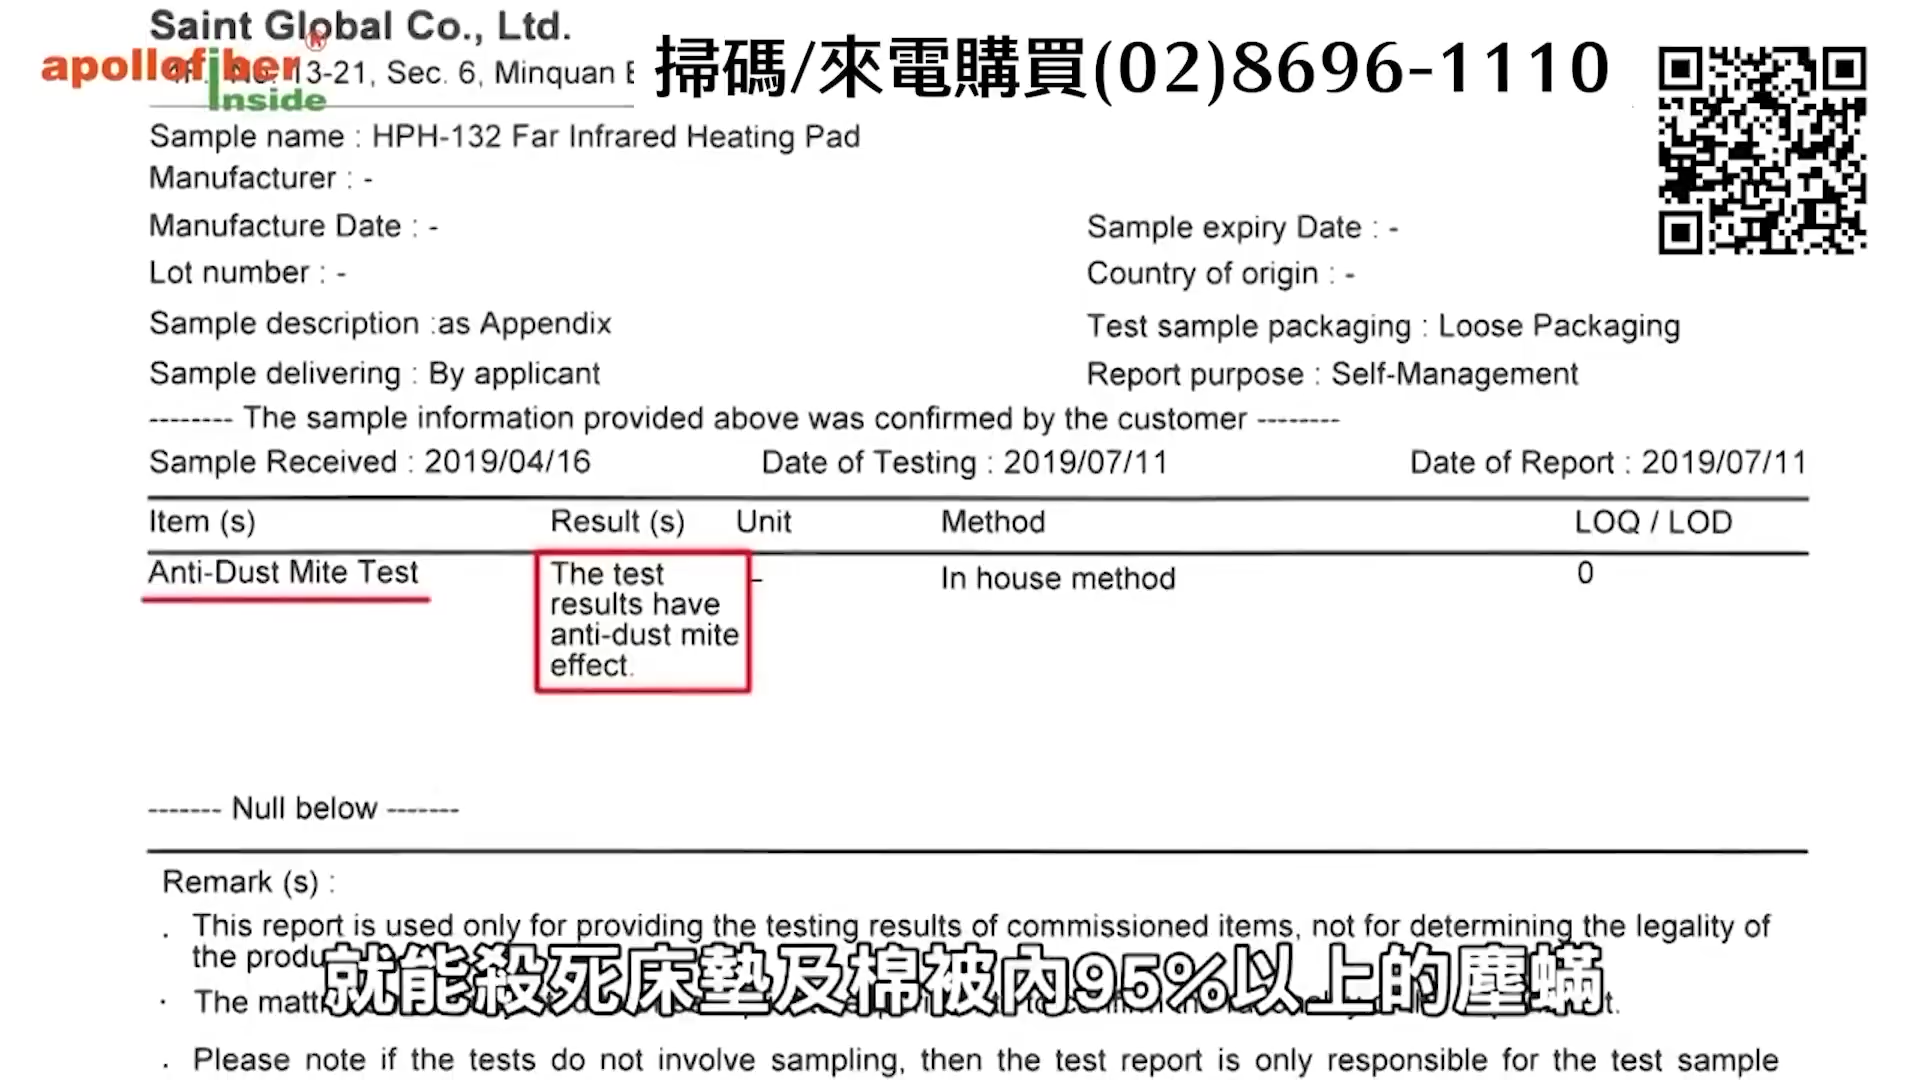 Saint Global Co., Ltd.
apollofiber
Inside
13-21, Sec. 6, Minquan E
掃碼/來電購買(02)8696-1110
Sample name : HPH-132 Far Infrared Heating Pad
Manufacturer : -
Manufacture Date : -
Sample expiry Date : -
Lot number : -
Country of origin : -
Sample description :as Appendix
Test sample packaging : Loose Packaging
Sample delivering : By applicant
Report purpose : Self-Management
-------- The sample information provided above was confirmed by the customer --------
Sample Received : 2019/04/16 Date of Testing : 2019/07/11 Date of Report : 2019/07/11
Item (s) Result (s) Unit Method LOQ / LOD
Anti-Dust Mite Test The test - In house method 0
results have
anti-dust mite
effect.
------- Null below -------
Remark (s) :
. This report is used only for providing the testing results of commissioned items, not for determining the legality of
the produ
就能殺死床墊及棉被內95%以上的塵蟎
. The matt
. Please note if the tests do not involve sampling, then the test report is only responsible for the test sample